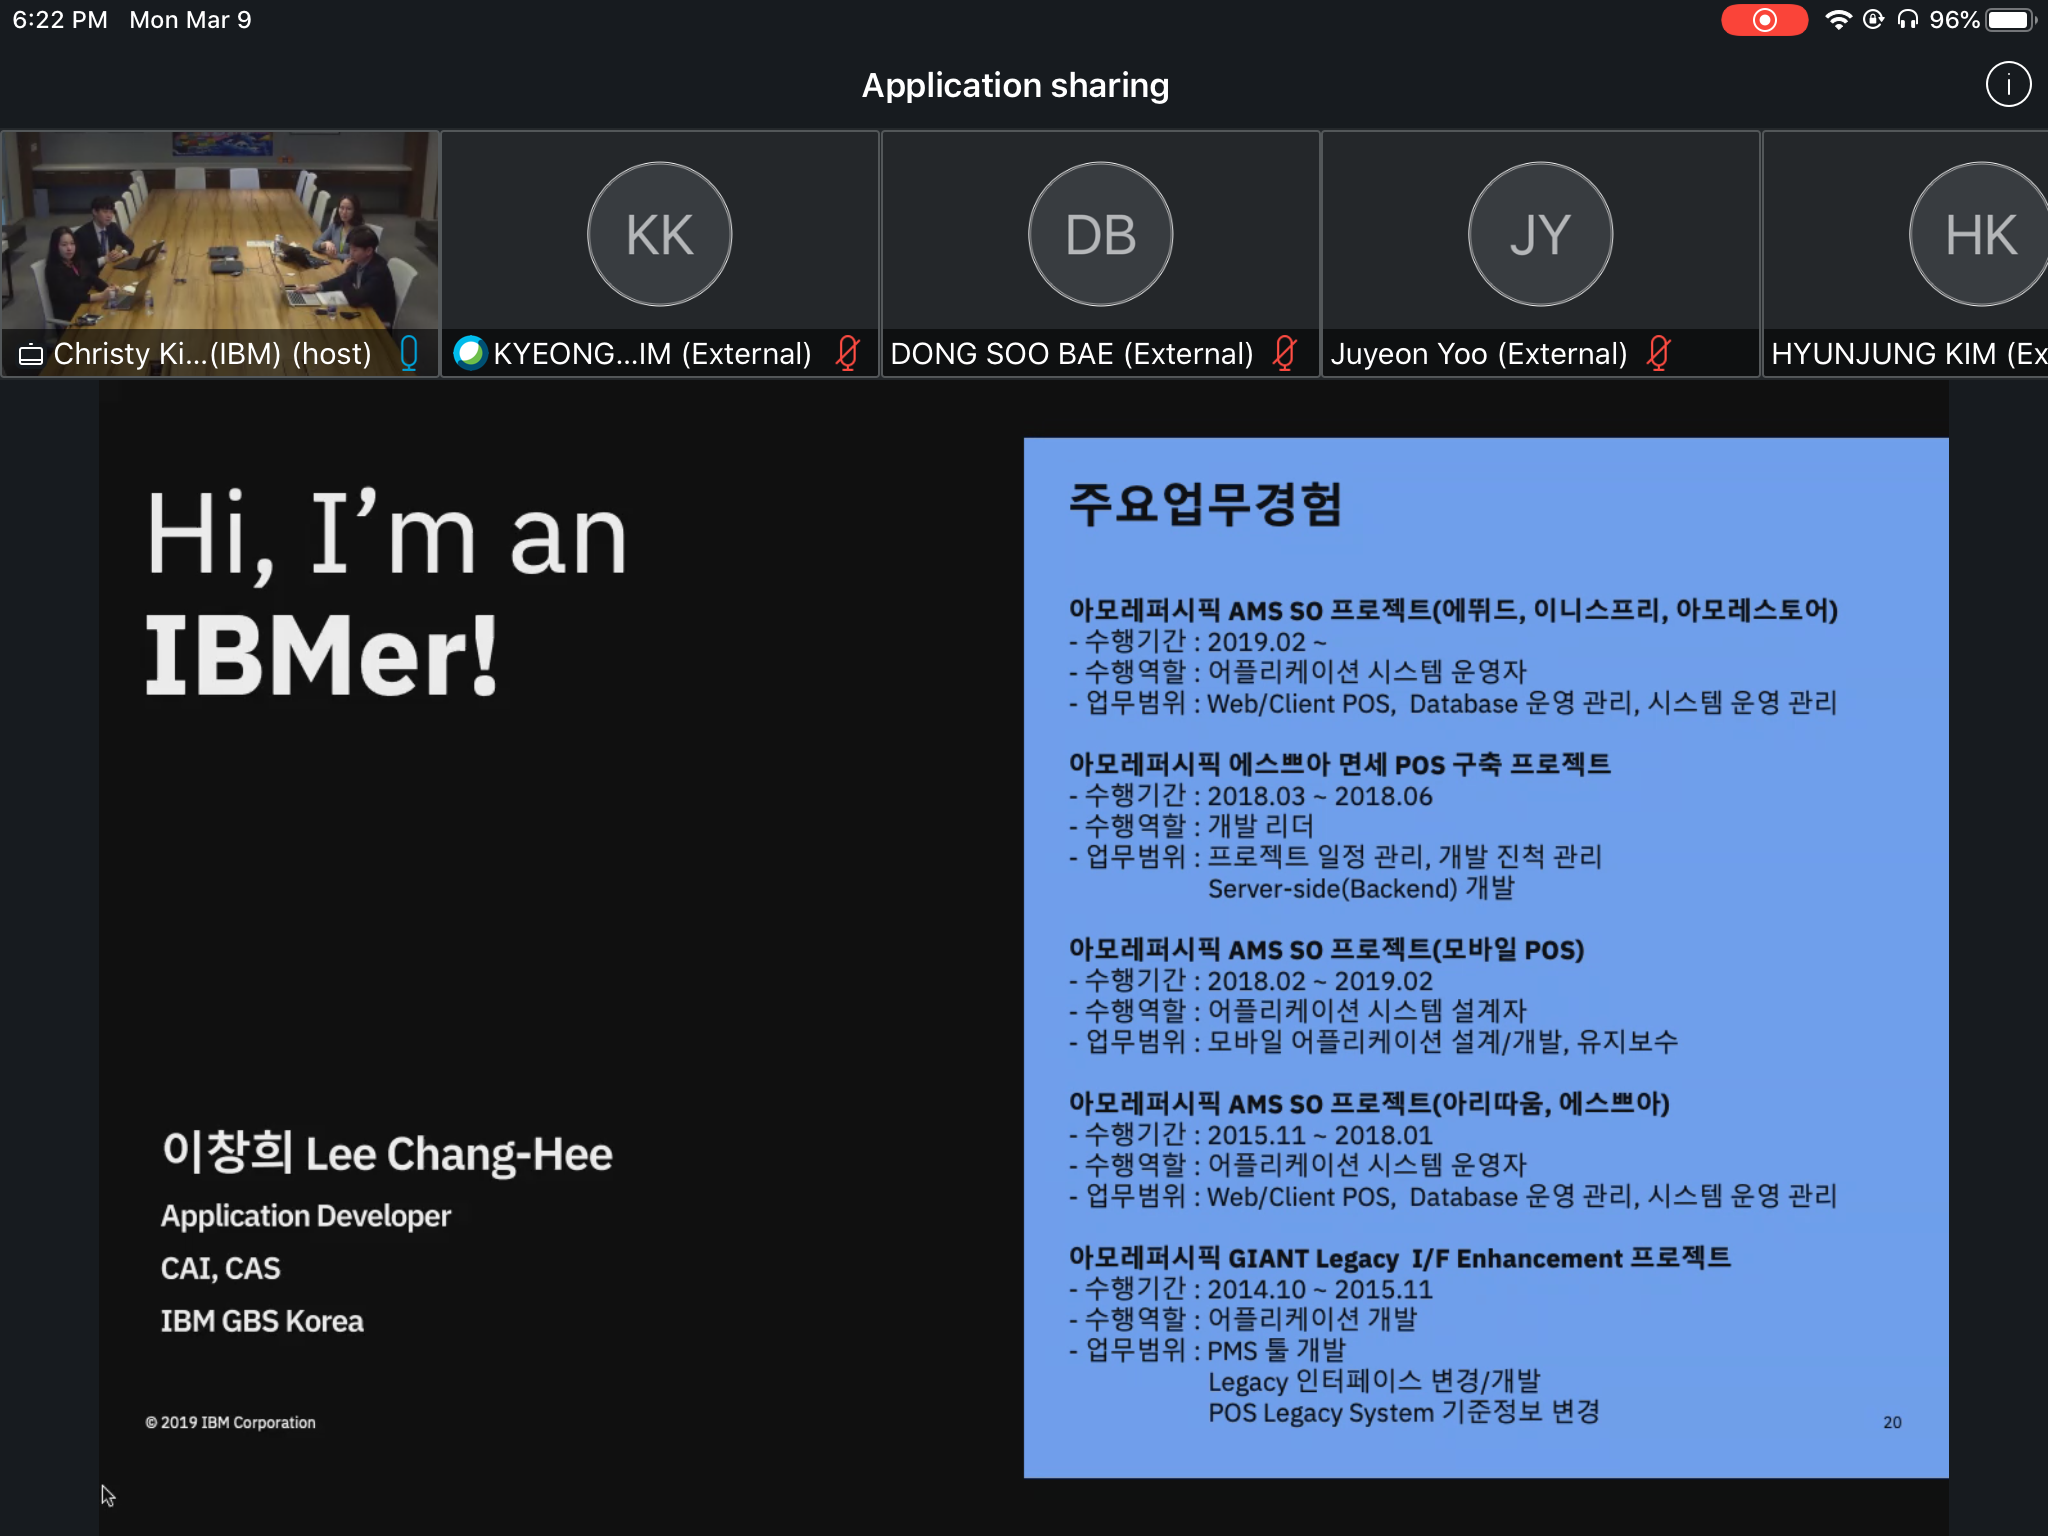 6:22 PM Mon Mar 9
96%
Application sharing
KK
DB
JY
HK
Christy Ki...(IBM) (host)
KYEONG...IM (External)
DONG SOO BAE (External)
Juyeon Yoo (External)
HYUNJUNG KIM (Ex
Hi, I’m an
IBMer!
이창희 Lee Chang-Hee
Application Developer
CAI, CAS
IBM GBS Korea
© 2019 IBM Corporation
주요업무경험
아모레퍼시픽 AMS SO 프로젝트(에뛰드, 이니스프리, 아모레스토어)
- 수행기간 : 2019.02 ~
- 수행역할 : 어플리케이션 시스템 운영자
- 업무범위 : Web/Client POS, Database 운영 관리, 시스템 운영 관리
아모레퍼시픽 에스쁘아 면세 POS 구축 프로젝트
- 수행기간 : 2018.03 ~ 2018.06
- 수행역할 : 개발 리더
- 업무범위 : 프로젝트 일정 관리, 개발 진척 관리
Server-side(Backend) 개발
아모레퍼시픽 AMS SO 프로젝트(모바일 POS)
- 수행기간 : 2018.02 ~ 2019.02
- 수행역할 : 어플리케이션 시스템 설계자
- 업무범위 : 모바일 어플리케이션 설계/개발, 유지보수
아모레퍼시픽 AMS SO 프로젝트(아리따움, 에스쁘아)
- 수행기간 : 2015.11 ~ 2018.01
- 수행역할 : 어플리케이션 시스템 운영자
- 업무범위 : Web/Client POS, Database 운영 관리, 시스템 운영 관리
아모레퍼시픽 GIANT Legacy I/F Enhancement 프로젝트
- 수행기간 : 2014.10 ~ 2015.11
- 수행역할 : 어플리케이션 개발
- 업무범위 : PMS 툴 개발
Legacy 인터페이스 변경/개발
POS Legacy System 기준정보 변경
20